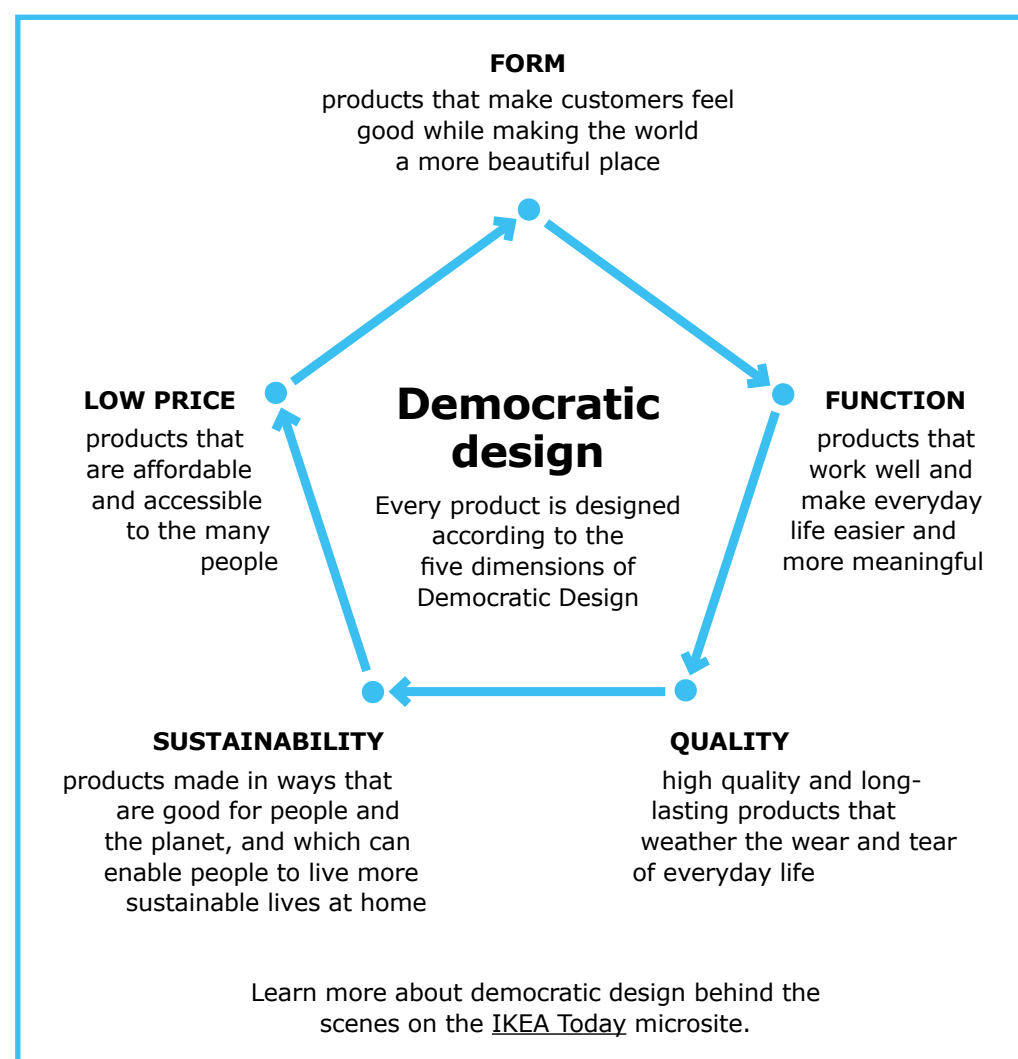 FORM
products that make customers feel
good while making the world
a more beautiful place
LOW PRICE
products that
are affordable
and accessible
to the many
people
Democratic
design
Every product is designed
according to the
five dimensions of
Democratic Design
FUNCTION
products that
work well and
make everyday
life easier and
more meaningful
SUSTAINABILITY
products made in ways that
are good for people and
the planet, and which can
enable people to live more
sustainable lives at home
QUALITY
high quality and long-
lasting products that
weather the wear and tear
of everyday life
Learn more about democratic design behind the
scenes on the IKEA Today microsite.